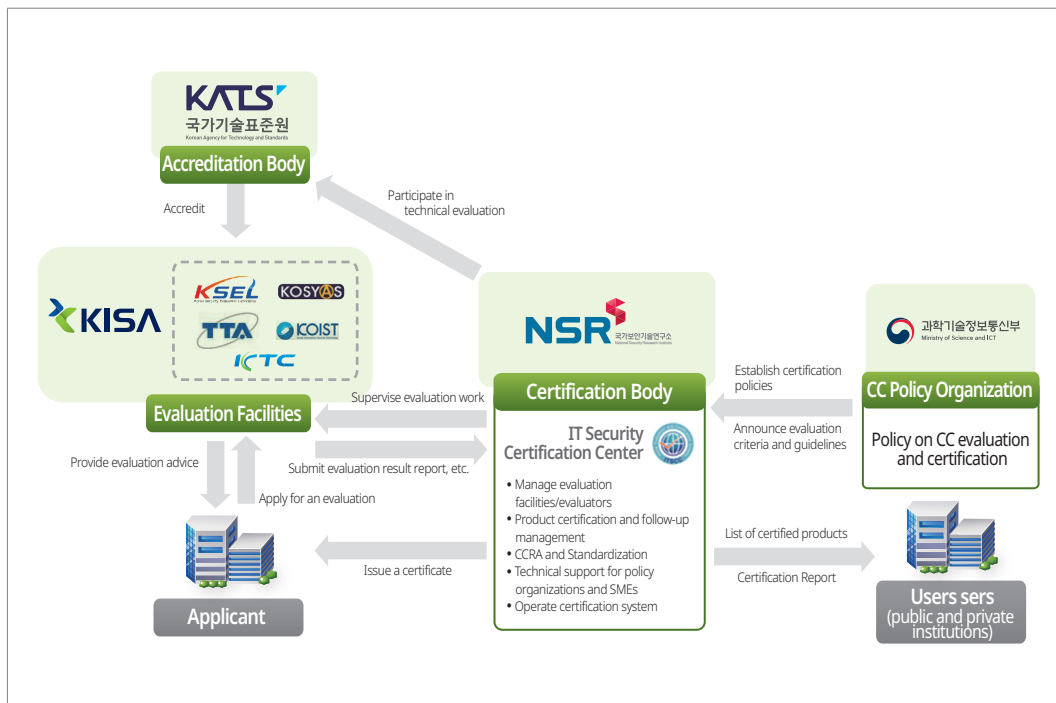 KATS
국가기술표준원
Korean Agency for Technology and Standards
Accreditation Body
Accredit
Participate in
technical evaluation
KISA
KSEL
KOSYAS
TTA
KOIST
KTC
Evaluation Facilities
NSR
국가보안기술연구소
National Security Research Institute
Certification Body
IT Security
Certification Center
ITSCC
• Manage evaluation
facilities/evaluators
• Product certification and follow-up
management
• CCRA and Standardization
• Technical support for policy
organizations and SMEs
• Operate certification system
과학기술정보통신부
Ministry of Science and ICT
CC Policy Organization
Policy on CC evaluation
and certification
Establish certification
policies
Announce evaluation
criteria and guidelines
Supervise evaluation work
Submit evaluation result report, etc.
Provide evaluation advice
Apply for an evaluation
Issue a certificate
Applicant
List of certified products
Certification Report
Users sers
(public and private
institutions)